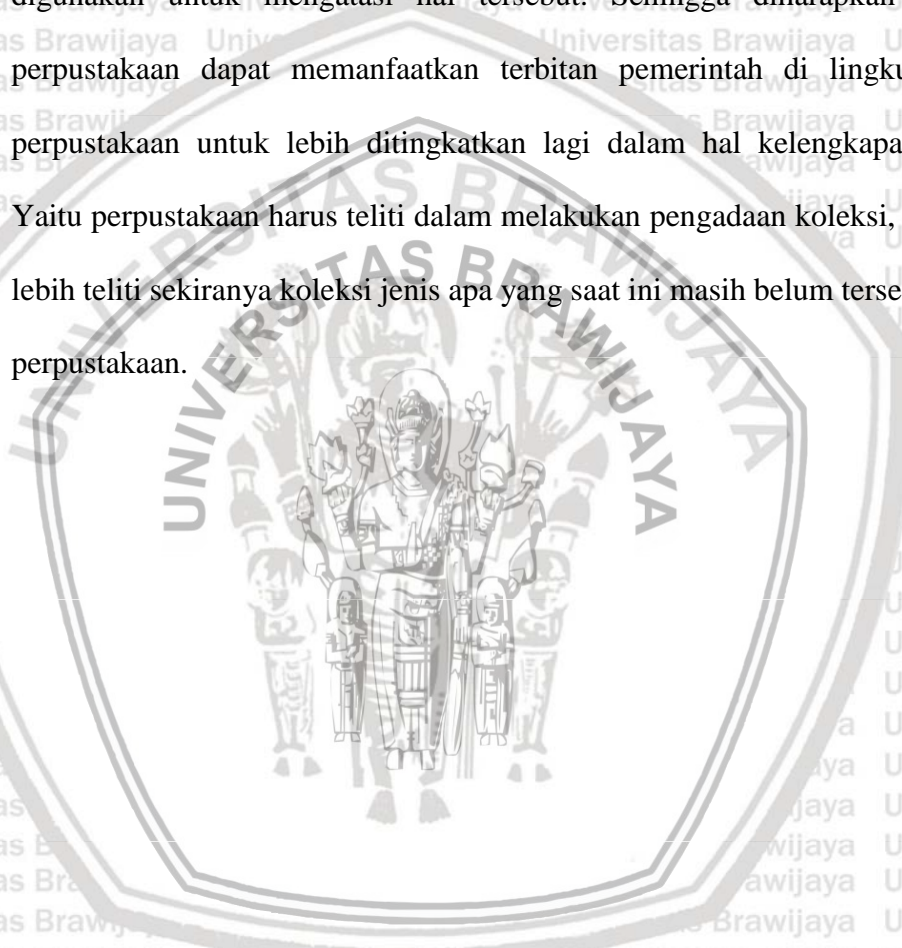 digunakan untuk mengatasi hal tersebut. Sehingga diharapkan
perpustakaan dapat memanfaatkan terbitan pemerintah di lingku
perpustakaan untuk lebih ditingkatkan lagi dalam hal kelengkapa
Yaitu perpustakaan harus teliti dalam melakukan pengadaan koleksi,
lebih teliti sekiranya koleksi jenis apa yang saat ini masih belum terse
perpustakaan.
UNIVERSITAS BRAWIJAYA
UNIVERSITAS BRAWIJAYA